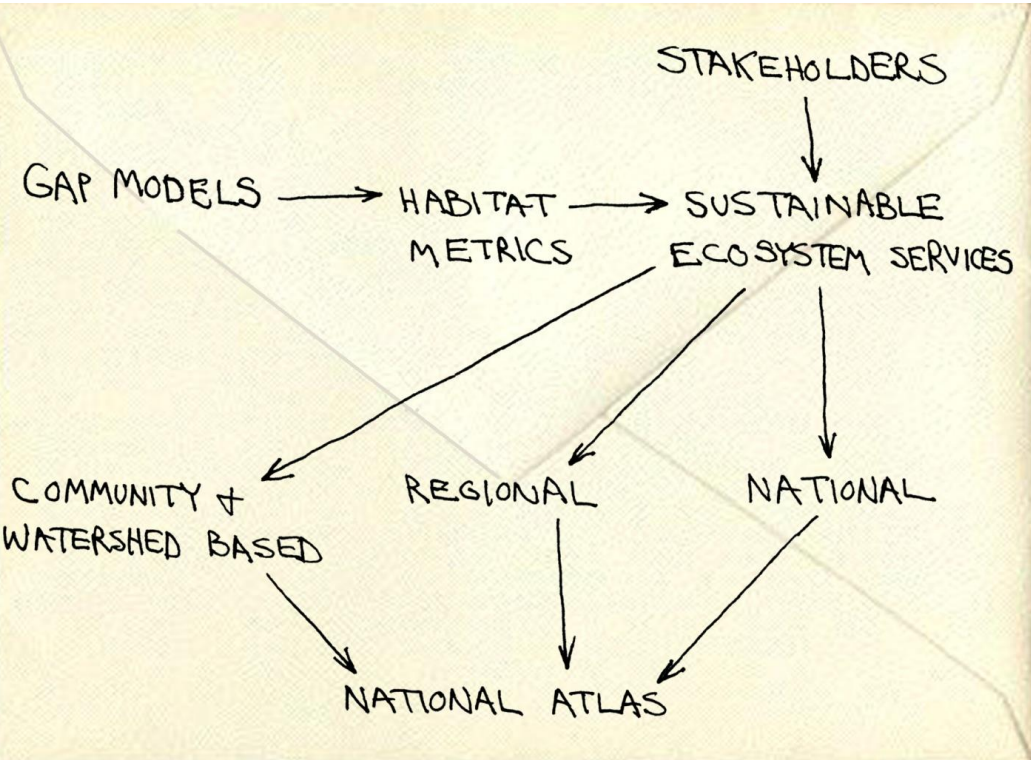 STAKEHOLDERS
GAP MODELS
HABITAT
METRICS
SUSTAINABLE
ECOSYSTEM SERVICES
COMMUNITY +
WATERSHED BASED
REGIONAL
NATIONAL
NATIONAL ATLAS